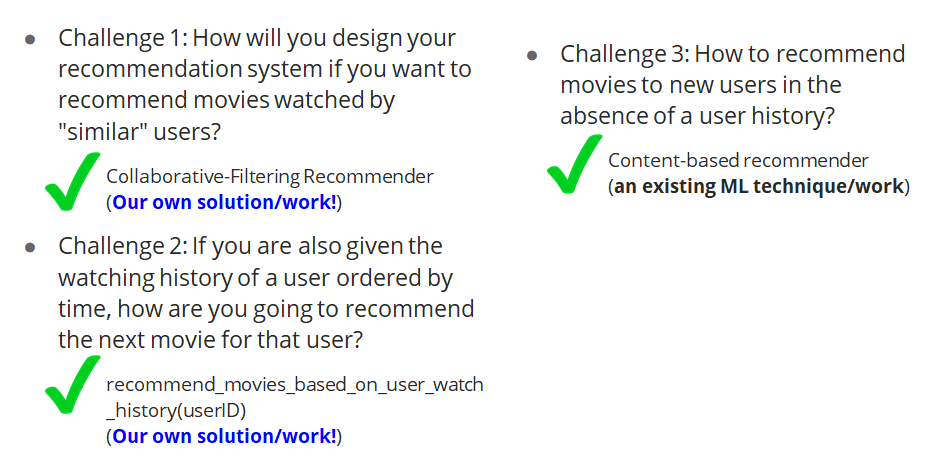 • Challenge 1: How will you design your
recommendation system if you want to
recommend movies watched by
"similar" users?
Collaborative-Filtering Recommender
(Our own solution/work!)
• Challenge 2: If you are also given the
watching history of a user ordered by
time, how are you going to recommend
the next movie for that user?
recommend_movies_based_on_user_watch
_history(userID)
(Our own solution/work!)
• Challenge 3: How to recommend
movies to new users in the
absence of a user history?
Content-based recommender
(an existing ML technique/work)